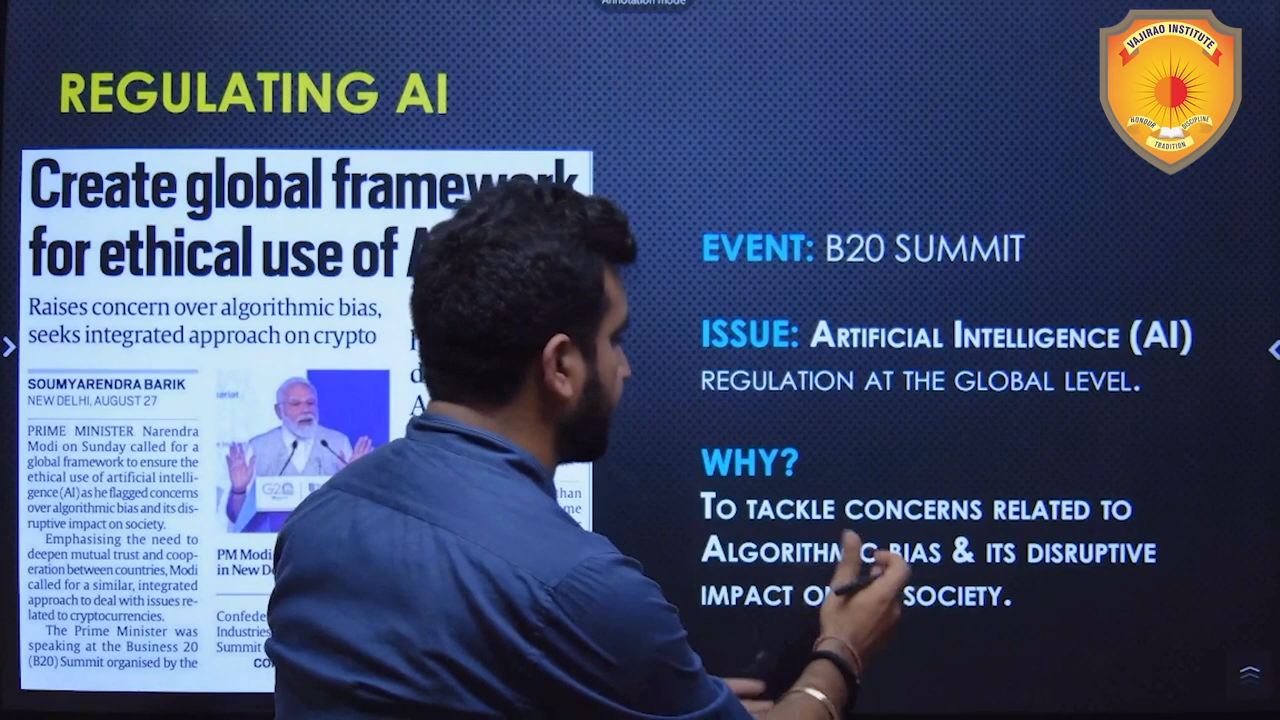 Annotation mode
VAJIRAO INSTITUTE
HONOUR
DISCIPLINE
TRADITION
REGULATING AI
Create global framework
for ethical use of
Raises concern over algorithmic bias,
seeks integrated approach on crypto
SOUMYARENDRA BARIK
NEW DELHI, AUGUST 27
PRIME MINISTER Narendra
Modi on Sunday called for a
global framework to ensure the
ethical use of artificial intelli-
gence (AI) as he flagged concerns
over algorithmic bias and its dis-
ruptive impact on society.
Emphasising the need to
deepen mutual trust and coop-
eration between countries, Modi
called for a similar, integrated
approach to deal with issues re-
lated to cryptocurrencies.
The Prime Minister was
speaking at the Business 20
(B20) Summit organised by the
G20
PM Modi
in New
Industries
Summit
EVENT: B20 SUMMIT
ISSUE: ARTIFICIAL INTELLIGENCE (AI)
REGULATION AT THE GLOBAL LEVEL.
WHY?
TO TACKLE CONCERNS RELATED TO
ALGORITHMIC BIAS & ITS DISRUPTIVE
IMPACT SOCIETY.